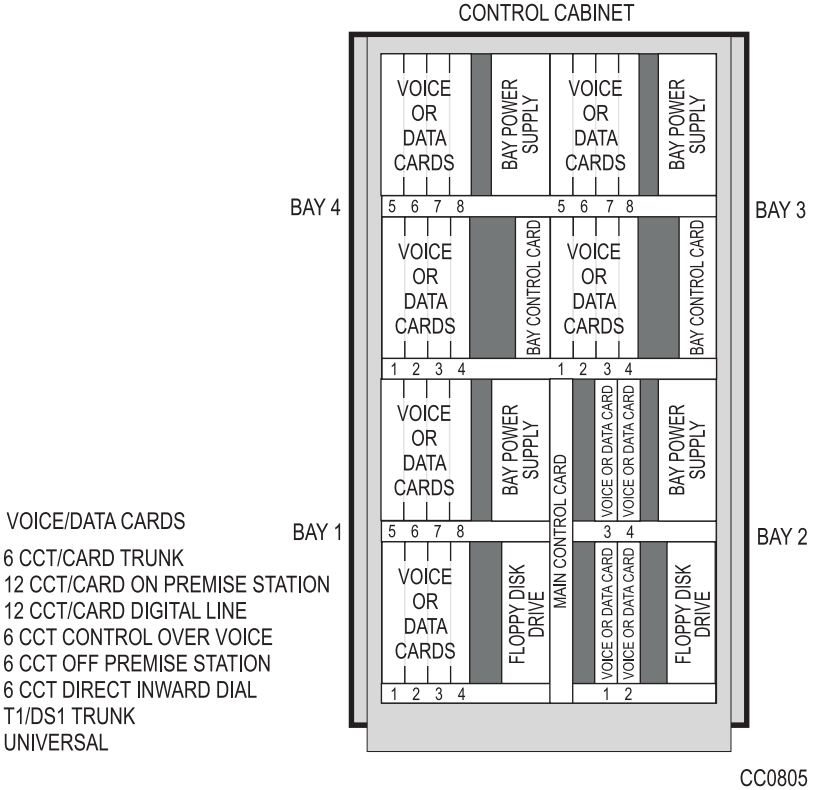 CONTROL CABINET
VOICE
OR
DATA
CARDS
BAY POWER
SUPPLY
VOICE
OR
DATA
CARDS
BAY POWER
SUPPLY
BAY 4
5 6 7 8
5 6 7 8
BAY 3
VOICE
OR
DATA
CARDS
BAY CONTROL CARD
VOICE
OR
DATA
CARDS
BAY CONTROL CARD
1 2 3 4
1 2 3 4
VOICE
OR
DATA
CARDS
BAY POWER
SUPPLY
MAIN CONTROL CARD
VOICE OR DATA CARD
VOICE OR DATA CARD
BAY POWER
SUPPLY
BAY 1
5 6 7 8
3 4
BAY 2
VOICE
OR
DATA
CARDS
FLOPPY DISK
DRIVE
VOICE OR DATA CARD
VOICE OR DATA CARD
FLOPPY DISK
DRIVE
1 2 3 4
1 2
VOICE/DATA CARDS
6 CCT/CARD TRUNK
12 CCT/CARD ON PREMISE STATION
12 CCT/CARD DIGITAL LINE
6 CCT CONTROL OVER VOICE
6 CCT OFF PREMISE STATION
6 CCT DIRECT INWARD DIAL
T1/DS1 TRUNK
UNIVERSAL
CC0805